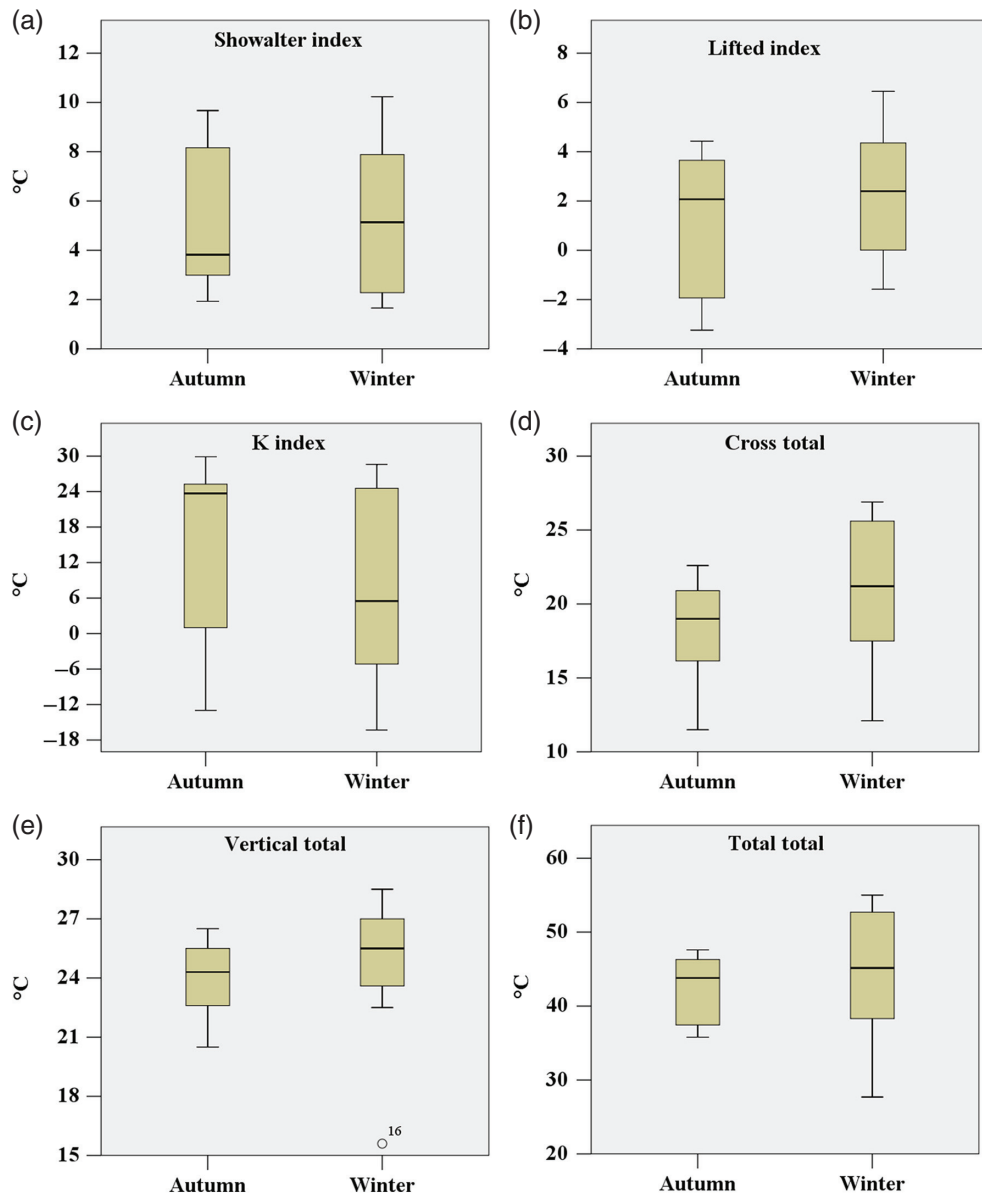 (a)
Showalter index
12
10
8
6
4
2
0
°C
Autumn Winter
(b)
Lifted index
8
6
4
2
0
−2
−4
Autumn Winter
(c)
K index
30
24
18
12
6
0
−6
−12
−18
°C
Autumn Winter
(d)
Cross total
30
25
20
15
10
°C
Autumn Winter
(e)
Vertical total
30
27
24
21
18
15
°C
16
Autumn Winter
(f)
Total total
60
50
40
30
20
°C
Autumn Winter